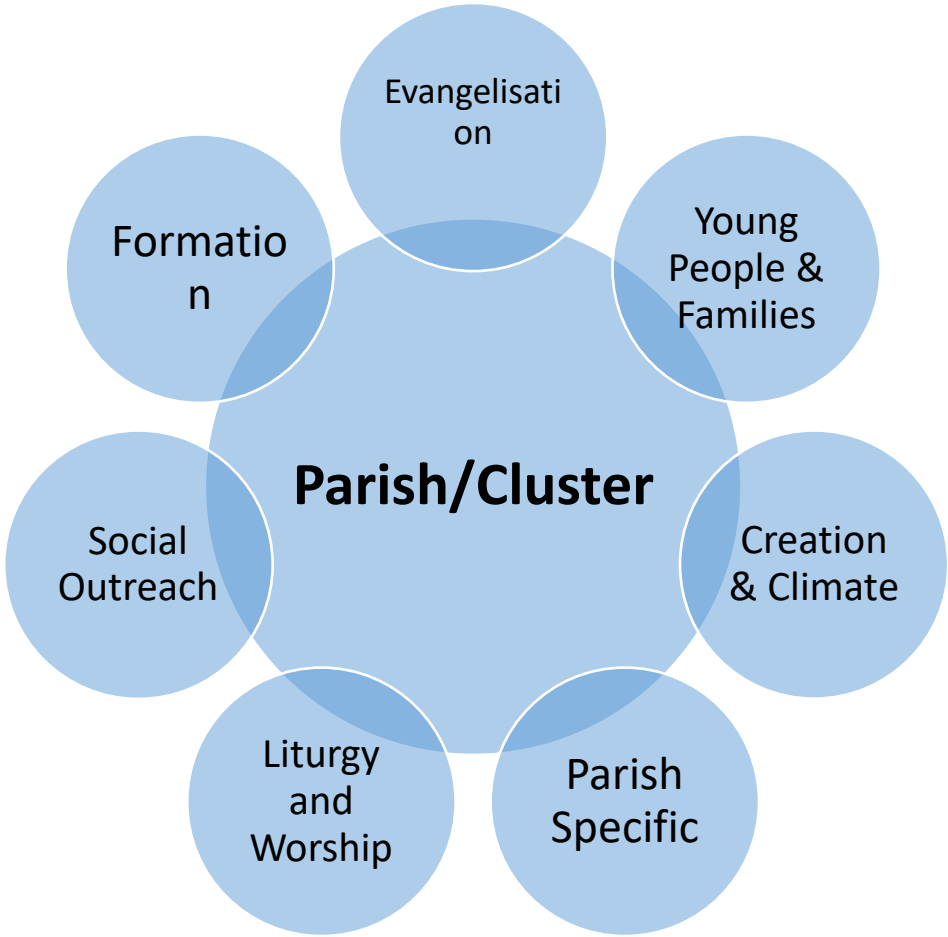 Evangelisati
on
Young
People &
Families
Creation
& Climate
Parish
Specific
Liturgy
and
Worship
Social
Outreach
Formatio
n
Parish/Cluster